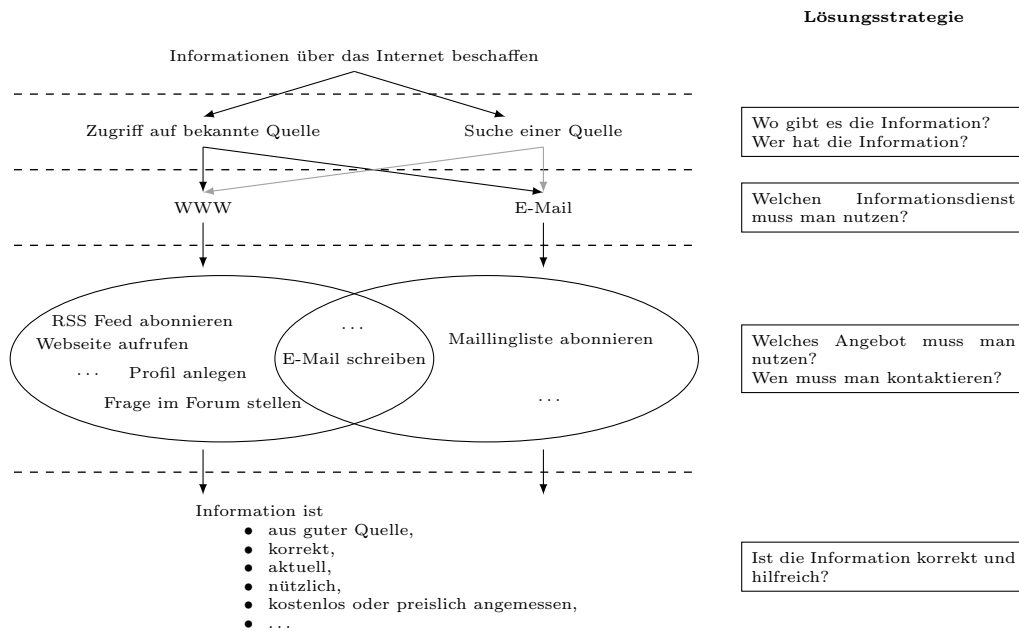 Lösungsstrategie
Informationen über das Internet beschaffen
Zugriff auf bekannte Quelle
Suche einer Quelle
Wo gibt es die Information?
Wer hat die Information?
WWW
E-Mail
Welchen Informationsdienst
muss man nutzen?
RSS Feed abonnieren
Webseite aufrufen
... Profil anlegen
Frage im Forum stellen
...
E-Mail schreiben
Maillingliste abonnieren
...
Welches Angebot muss man
nutzen?
Wen muss man kontaktieren?
Information ist
• aus guter Quelle,
• korrekt,
• aktuell,
• nützlich,
• kostenlos oder preislich angemessen,
• ...
Ist die Information korrekt und
hilfreich?